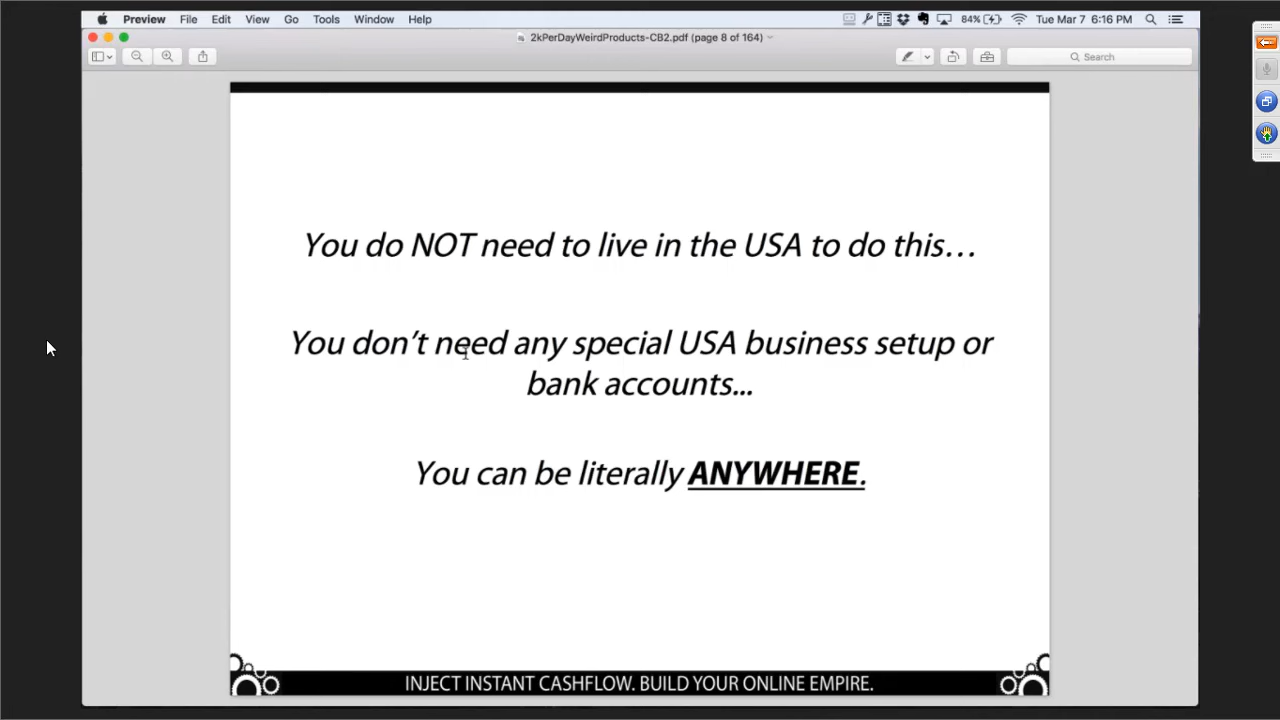 Preview File Edit View Go Tools Window Help 84% Tue Mar 7 6:16 PM
2kPerDayWeirdProducts-CB2.pdf (page 8 of 164)
Search
You do NOT need to live in the USA to do this…
You don’t need any special USA business setup or
bank accounts...
You can be literally ANYWHERE.
INJECT INSTANT CASHFLOW. BUILD YOUR ONLINE EMPIRE.